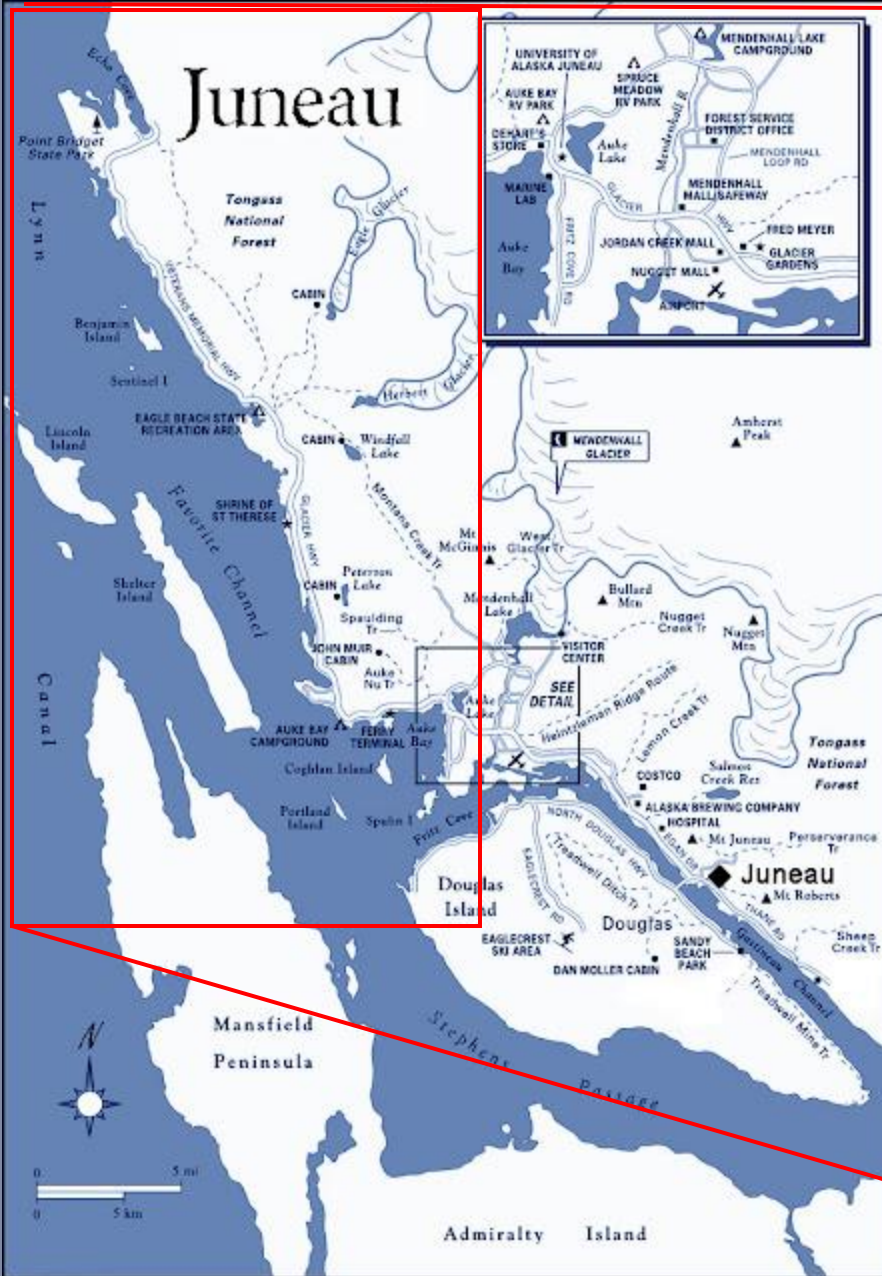 Juneau
Echo Cove
Point Bridget
State Park
Lynn
Canal
Tongass
National
Forest
Eagle Glacier
VETERANS MEMORIAL HWY
CABIN
Benjamin
Island
Sentinel I
Herbert Glacier
EAGLE BEACH STATE
RECREATION AREA
Lincoln
Island
CABIN
Windfall
Lake
Favorite Channel
SHRINE OF
ST THERESE
GLACIER HWY
Montana Creek Tr
Shelter
Island
CABIN
Peterson
Lake
Spaulding
Tr
JOHN MUIR
CABIN
Auke
Nu Tr
AUKE BAY
CAMPGROUND
FERRY
TERMINAL
Auke
Bay
Coghlan Island
Portland
Island
Spuhn I
Fritz Cove
UNIVERSITY OF
ALASKA JUNEAU
MENDENHALL LAKE
CAMPGROUND
SPRUCE
MEADOW
RV PARK
AUKE BAY
RV PARK
Mendenhall R
FOREST SERVICE
DISTRICT OFFICE
DEHART'S
STORE
Auke
Lake
MENDENHALL
LOOP RD
MARINE
LAB
GLACIER
HWY
MENDENHALL
MALL/SAFEWAY
FRITZ COVE RD
Auke
Bay
JORDAN CREEK MALL
FRED MEYER
GLACIER
GARDENS
NUGGET MALL
AIRPORT
MENDENHALL
GLACIER
Amherst
Peak
Mt
McGinnis
West
Glacier Tr
Mendenhall
Lake
Bullard
Mtn
Nugget
Creek Tr
Nugget
Mtn
VISITOR
CENTER
SEE
DETAIL
Auke
Lake
Heintzleman Ridge Route
Lemon Creek Tr
Tongass
National
Forest
Salmon
Creek Res
COSTCO
ALASKA BREWING COMPANY
HOSPITAL
NORTH DOUGLAS HWY
EGAN DR
Mt Juneau
Perserverance
Tr
EAGLECREST RD
Treadwell Ditch Tr
Juneau
Mt Roberts
Douglas
Island
Douglas
THANE RD
EAGLECREST
SKI AREA
SANDY
BEACH
PARK
Gastineau
Channel
Sheep
Creek Tr
DAN MOLLER CABIN
Treadwell Mine Tr
Mansfield
Peninsula
Stephens
Passage
N
0
5 mi
0
5 km
Admiralty Island